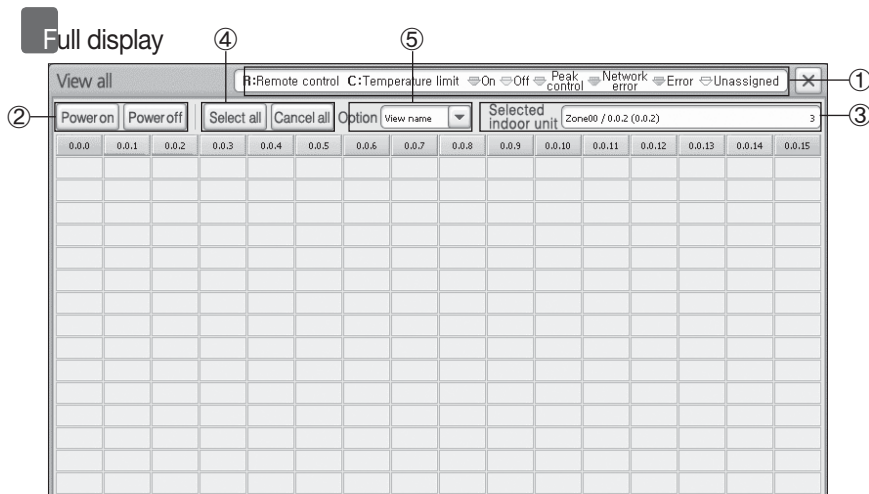 Full display
④ ⑤
View all R:Remote control C:Temperature limit On Off Peak control Network error Error Unassigned ①
② Power on Power off Select all Cancel all Option View name Selected indoor unit Zone00 / 0.0.2 (0.0.2) 3 ③
0.0.0 0.0.1 0.0.2 0.0.3 0.0.4 0.0.5 0.0.6 0.0.7 0.0.8 0.0.9 0.0.10 0.0.11 0.0.12 0.0.13 0.0.14 0.0.15